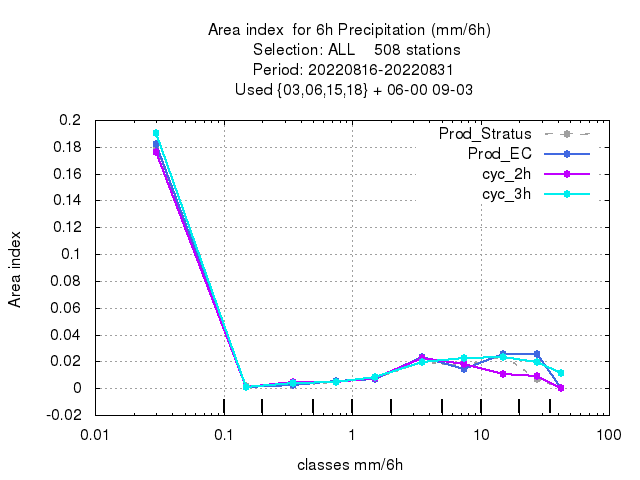 Area index  for 6h Precipitation (mm/6h)
Selection: ALL    508 stations
Period: 20220816-20220831
Used {03,06,15,18} + 06-00 09-03
Prod_Stratus
Prod_EC
cyc_2h
cyc_3h
Area index
0.2
0.18
0.16
0.14
0.12
0.1
0.08
0.06
0.04
0.02
0
-0.02
0.01 0.1 1 10 100
classes mm/6h